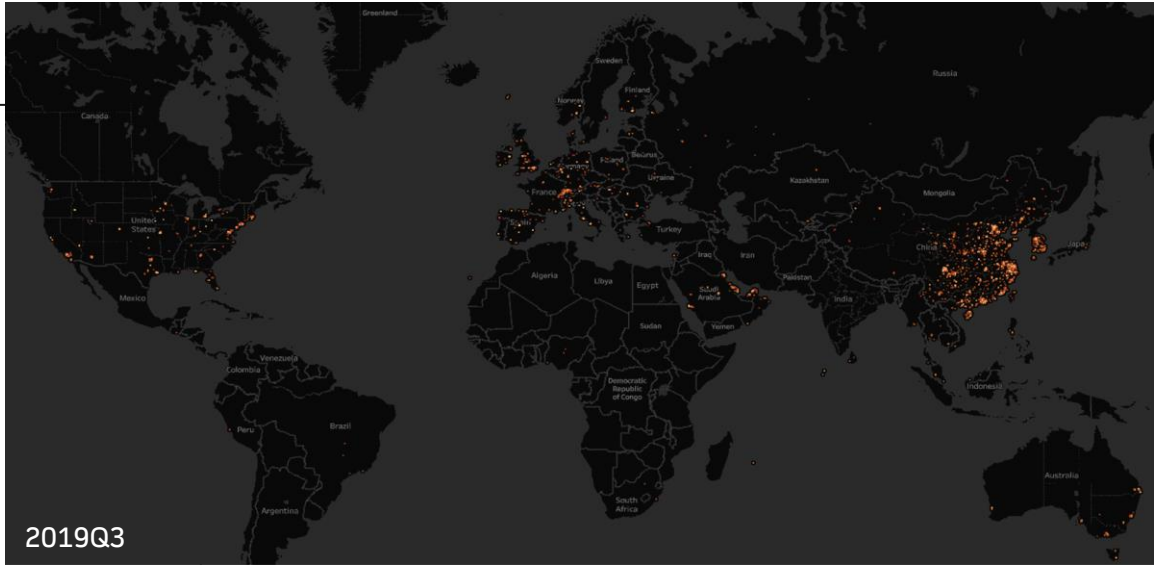 Greenland
Sweden
Russia
Finland
Norway
Canada
Belarus
Poland
Germany
Ukraine
Kazakhstan
France
Mongolia
United
States
Spain
Turkey
China
Japan
Iraq
Iran
Algeria
Libya
Egypt
Pakistan
Saudi
Arabia
Mexico
India
Yemen
Sudan
Venezuela
Colombia
Democratic
Republic
of Congo
Indonesia
Peru
Brazil
Australia
South
Africa
Argentina
2019Q3